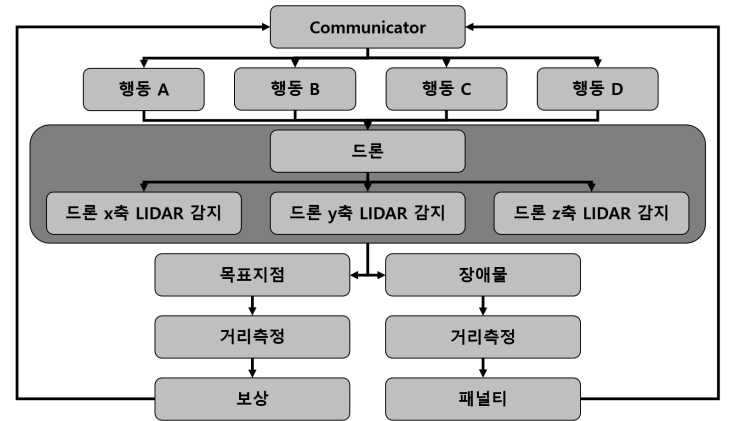 Communicator
행동 A
행동 B
행동 C
행동 D
드론
드론 x축 LIDAR 감지
드론 y축 LIDAR 감지
드론 z축 LIDAR 감지
목표지점
장애물
거리측정
거리측정
보상
패널티